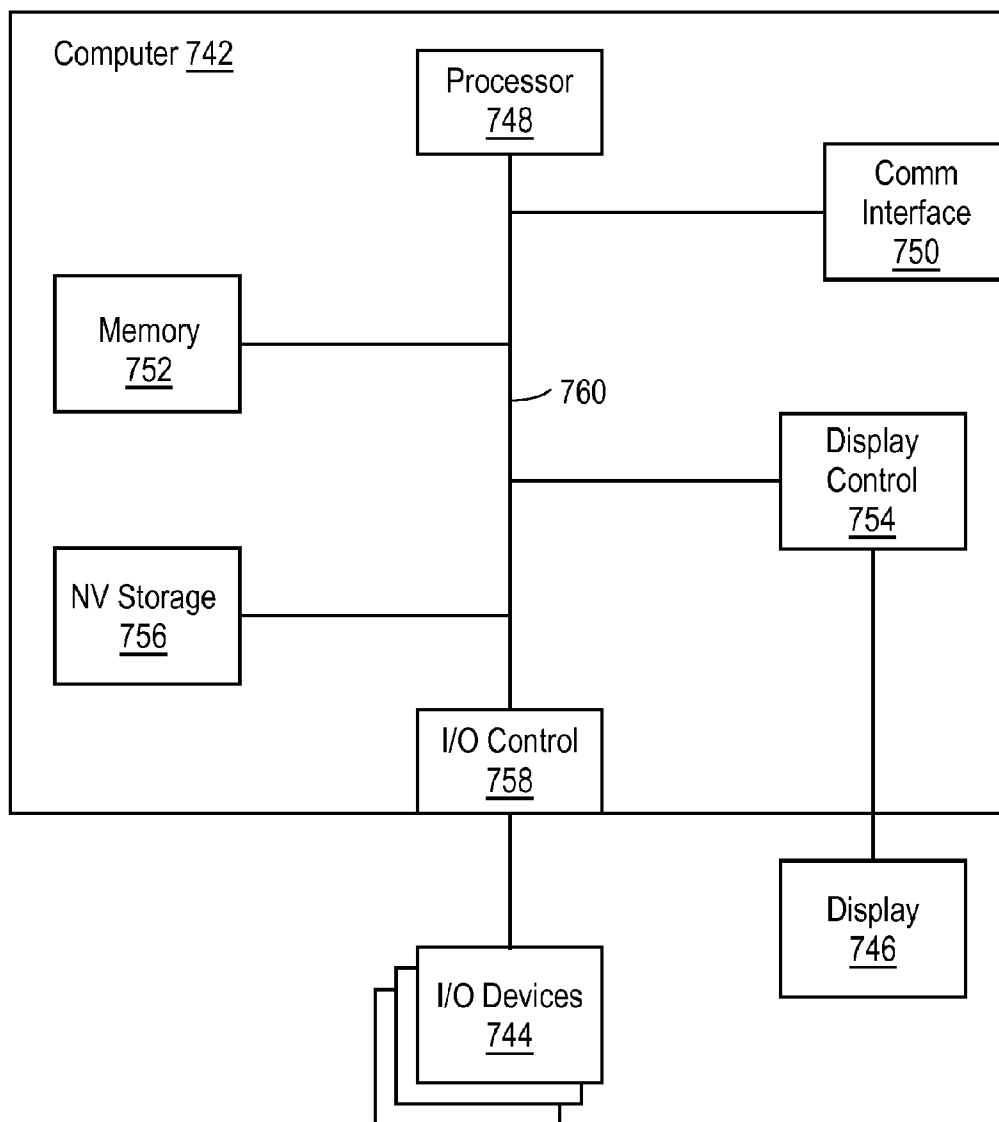 Computer 742
Processor
748
Comm
Interface
750
Memory
752
760
Display
Control
754
NV Storage
756
I/O Control
758
Display
746
I/O Devices
744